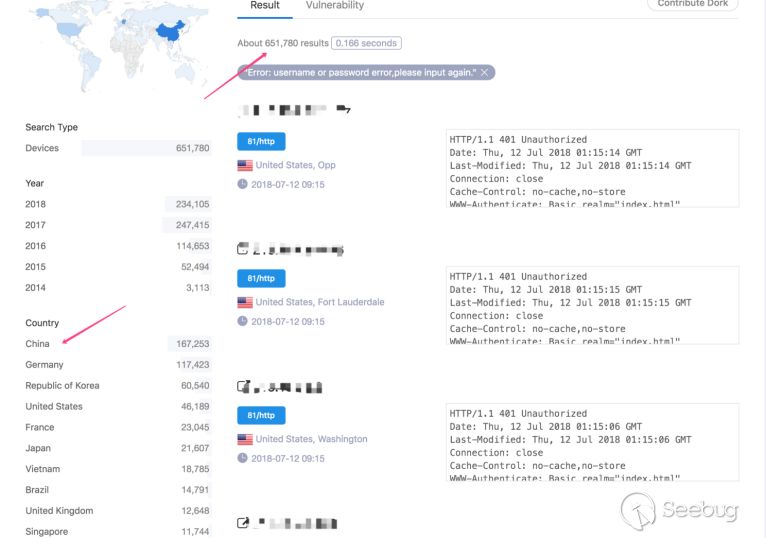 Result Vulnerability
Contribute Dork
About 651,780 results 0.166 seconds
"Error: username or password error,please input again." ×
Search Type
Devices 651,780
Year
2018 234,105
2017 247,415
2016 114,653
2015 52,494
2014 3,113
Country
China 167,253
Germany 117,423
Republic of Korea 60,540
United States 46,189
France 23,045
Japan 21,607
Vietnam 18,785
Brazil 14,791
United Kingdom 12,648
Singapore 11,744
81/http
United States, Opp
2018-07-12 09:15
HTTP/1.1 401 Unauthorized
Date: Thu, 12 Jul 2018 01:15:14 GMT
Last-Modified: Thu, 12 Jul 2018 01:15:14 GMT
Connection: close
Cache-Control: no-cache,no-store
WWW-Authenticate: Basic realm="index.html"
81/http
United States, Fort Lauderdale
2018-07-12 09:15
HTTP/1.1 401 Unauthorized
Date: Thu, 12 Jul 2018 01:15:15 GMT
Last-Modified: Thu, 12 Jul 2018 01:15:15 GMT
Connection: close
Cache-Control: no-cache,no-store
WWW-Authenticate: Basic realm="index.html"
81/http
United States, Washington
2018-07-12 09:15
HTTP/1.1 401 Unauthorized
Date: Thu, 12 Jul 2018 01:15:06 GMT
Last-Modified: Thu, 12 Jul 2018 01:15:06 GMT
Connection: close
Cache-Control: no-cache,no-store
WWW-Authenticate: Basic realm="index.html"
Seebug